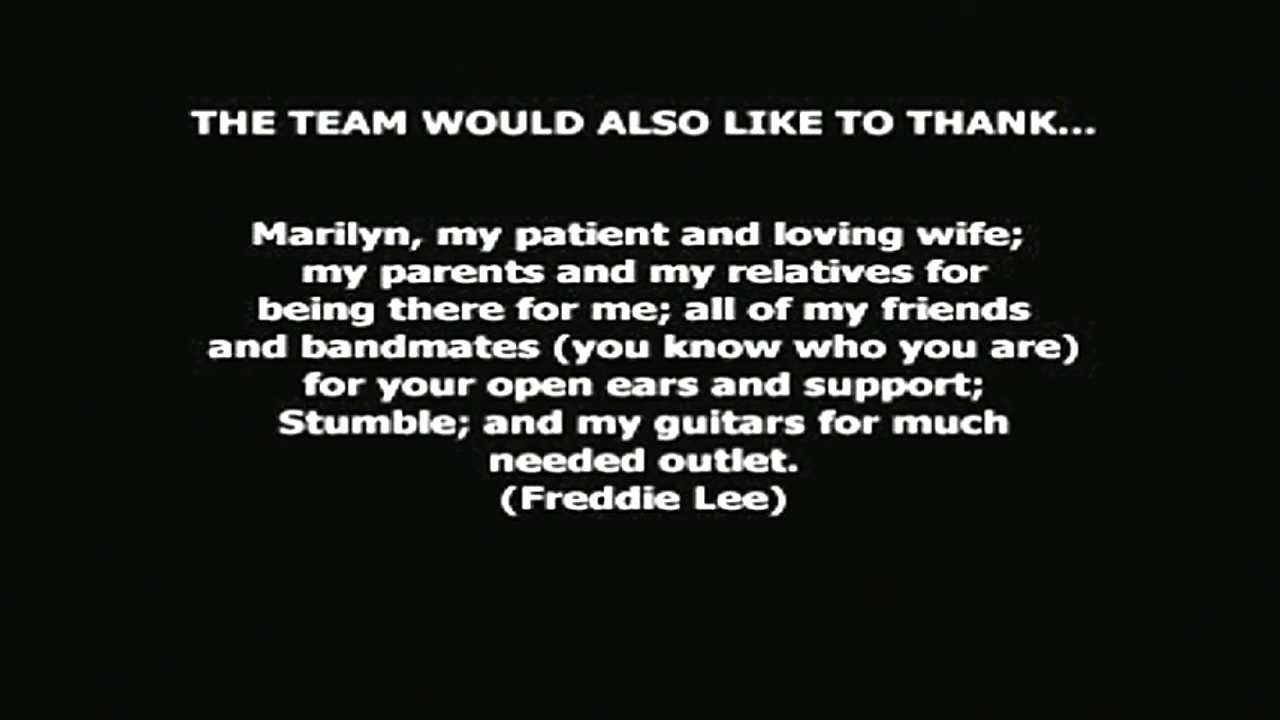 THE TEAM WOULD ALSO LIKE TO THANK...
Marilyn, my patient and loving wife;
my parents and my relatives for
being there for me; all of my friends
and bandmates (you know who you are)
for your open ears and support;
Stumble; and my guitars for much
needed outlet.
(Freddie Lee)